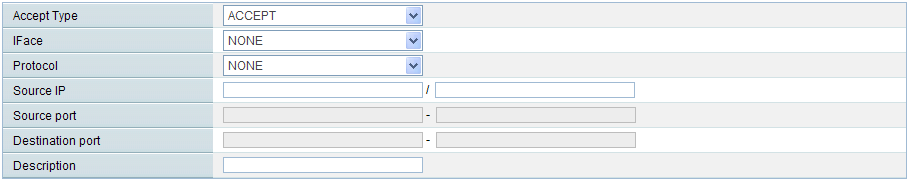 Accept Type ACCEPT
IFace NONE
Protocol NONE
Source IP /
Source port -
Destination port -
Description